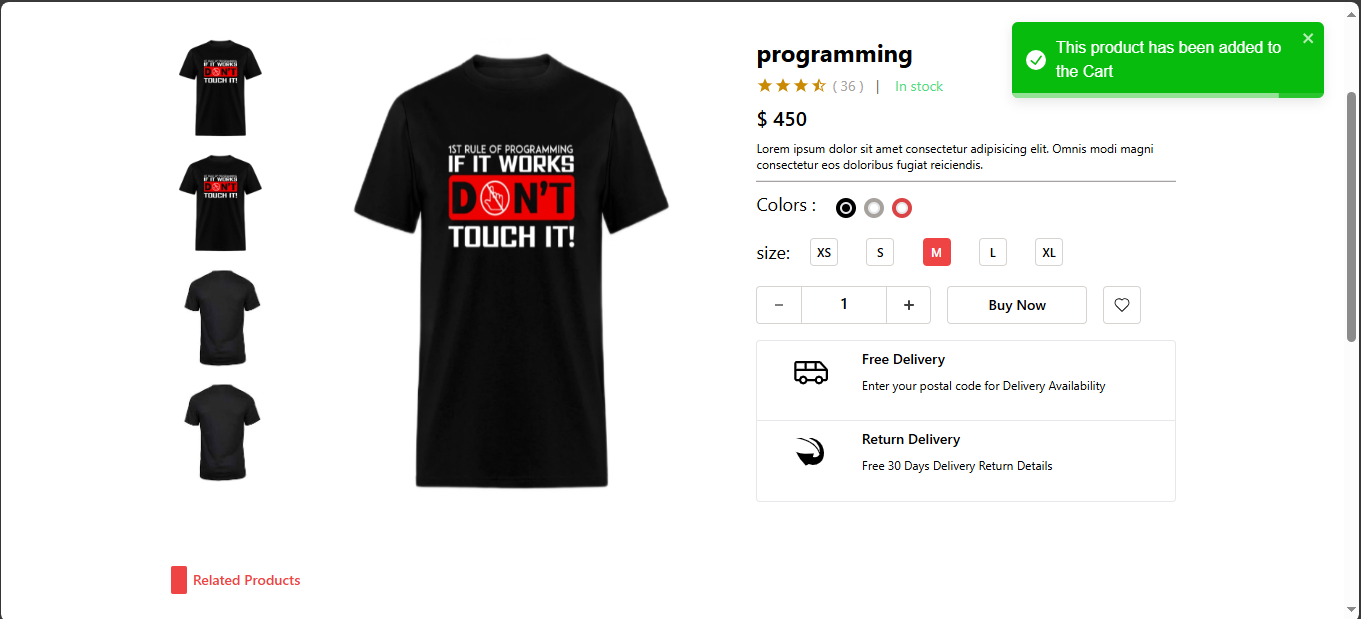 IF IT WORKS
DON'T
TOUCH IT!
IF IT WORKS
DON'T
TOUCH IT!
1ST RULE OF PROGRAMMING
IF IT WORKS
DON'T
TOUCH IT!
programming
( 36 ) | In stock
$ 450
Lorem ipsum dolor sit amet consectetur adipisicing elit. Omnis modi magni
consectetur eos doloribus fugiat reiciendis.
Colors :
size: XS S M L XL
− 1 + Buy Now
Free Delivery
Enter your postal code for Delivery Availability
Return Delivery
Free 30 Days Delivery Return Details
This product has been added to
the Cart
Related Products